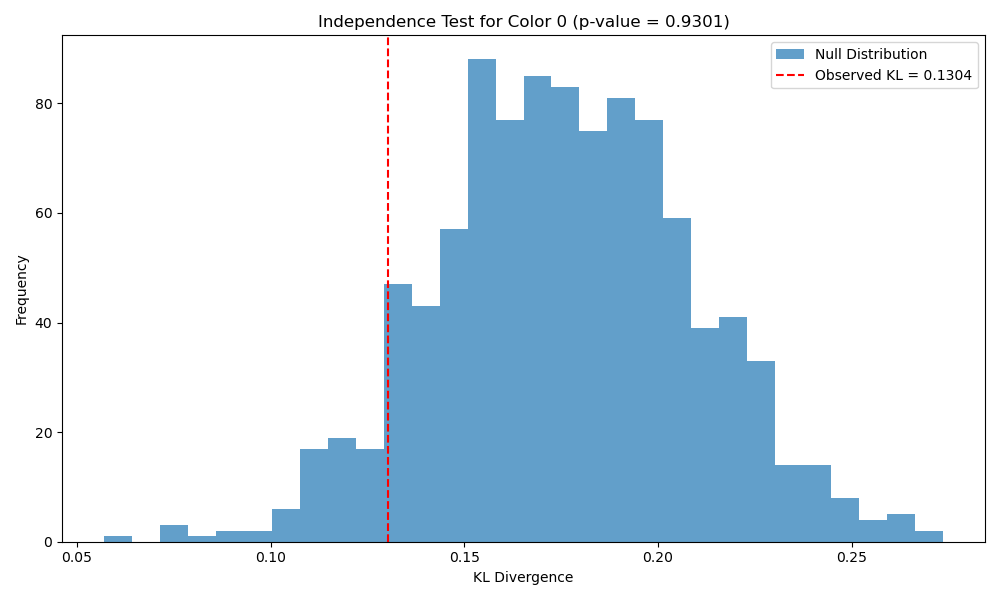 Independence Test for Color 0 (p-value = 0.9301)
Null Distribution
Observed KL = 0.1304
80
60
40
20
0
Frequency
0.05 0.10 0.15 0.20 0.25
KL Divergence